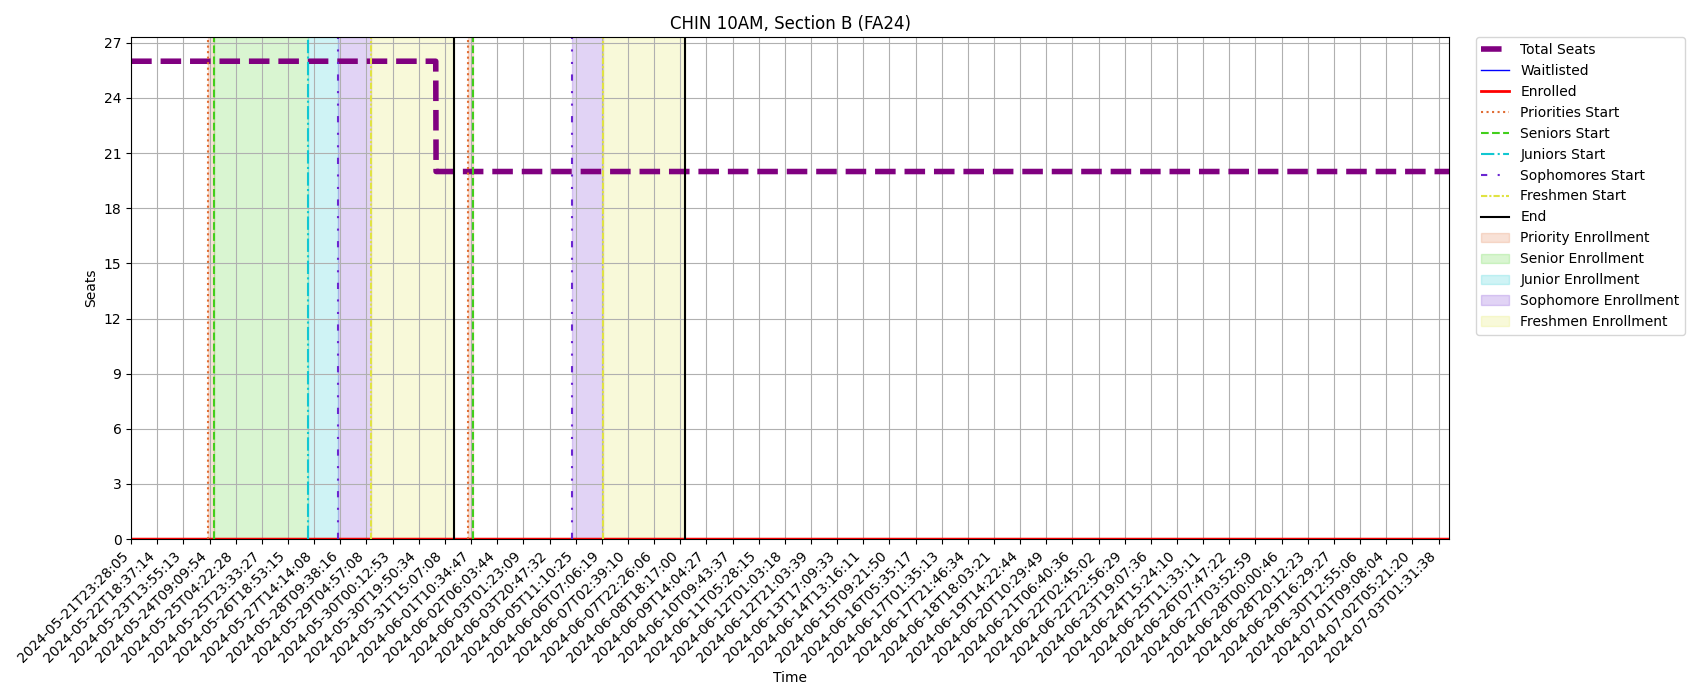 CHIN 10AM, Section B (FA24)
27
24
21
18
15
12
9
6
3
0
Seats
2024-05-21T23:28:05
2024-05-22T18:37:14
2024-05-23T13:55:13
2024-05-24T09:09:54
2024-05-25T04:22:28
2024-05-25T23:33:27
2024-05-26T18:53:15
2024-05-27T14:14:08
2024-05-28T09:38:16
2024-05-29T04:57:08
2024-05-30T00:12:53
2024-05-30T19:50:34
2024-05-31T15:07:08
2024-06-01T10:34:47
2024-06-02T06:03:44
2024-06-03T01:23:09
2024-06-03T20:47:32
2024-06-05T11:10:25
2024-06-06T07:06:19
2024-06-07T02:39:10
2024-06-07T22:26:06
2024-06-08T18:17:00
2024-06-09T14:04:27
2024-06-10T09:43:37
2024-06-11T05:28:15
2024-06-12T01:03:18
2024-06-12T21:03:39
2024-06-13T17:09:33
2024-06-14T13:16:11
2024-06-15T09:21:50
2024-06-16T05:35:17
2024-06-17T01:35:13
2024-06-17T21:46:34
2024-06-18T18:03:21
2024-06-19T14:22:44
2024-06-20T10:29:49
2024-06-21T06:40:36
2024-06-22T02:45:02
2024-06-22T22:56:29
2024-06-23T19:07:36
2024-06-24T15:24:10
2024-06-25T11:33:11
2024-06-26T07:47:22
2024-06-27T03:52:59
2024-06-28T00:00:46
2024-06-28T20:12:23
2024-06-29T16:29:27
2024-06-30T12:55:06
2024-07-01T09:08:04
2024-07-02T05:21:20
2024-07-03T01:31:38
Time
Total Seats
Waitlisted
Enrolled
Priorities Start
Seniors Start
Juniors Start
Sophomores Start
Freshmen Start
End
Priority Enrollment
Senior Enrollment
Junior Enrollment
Sophomore Enrollment
Freshmen Enrollment